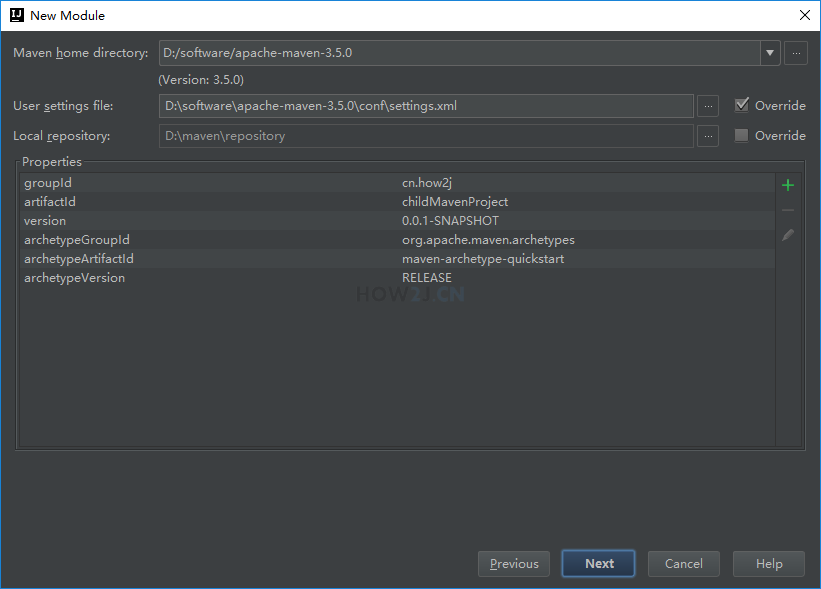 New Module
Maven home directory: D:/software/apache-maven-3.5.0 ...
(Version: 3.5.0)
User settings file: D:\software\apache-maven-3.5.0\conf\settings.xml ... Override
Local repository: D:\maven\repository ... Override
Properties
groupId cn.how2j
artifactId childMavenProject
version 0.0.1-SNAPSHOT
archetypeGroupId org.apache.maven.archetypes
archetypeArtifactId maven-archetype-quickstart
archetypeVersion RELEASE
HOW2J.CN
Previous Next Cancel Help